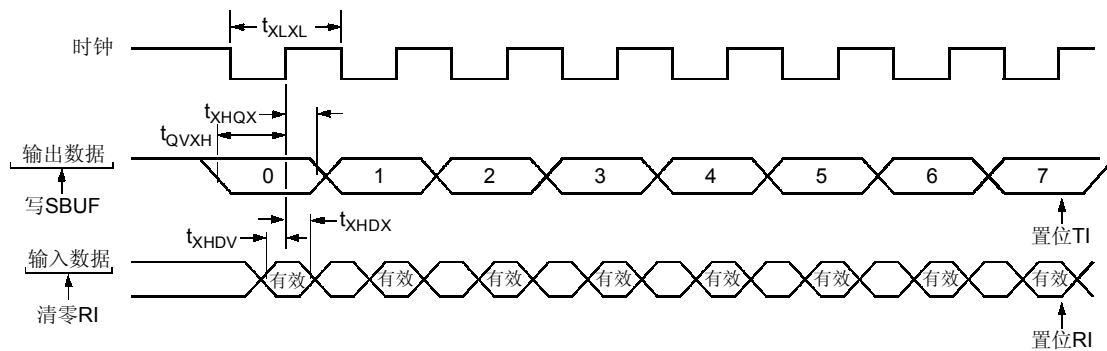 tXLXL
时钟
tXHQX
tQVXH
输出数据
0 1 2 3 4 5 6 7
写SBUF
tXHDX
置位TI
tXHDV
输入数据
有效 有效 有效 有效 有效 有效 有效 有效
清零RI
置位RI